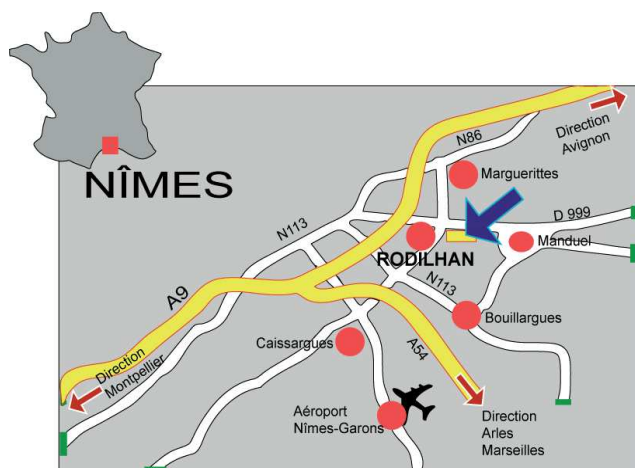 NÎMES
N86
Direction
Avignon
Marguerittes
D 999
N113
Manduel
RODILHAN
N113
A9
Bouillargues
Caissargues
A54
Direction
Montpellier
Aéroport
Nîmes-Garons
Direction
Arles
Marseilles